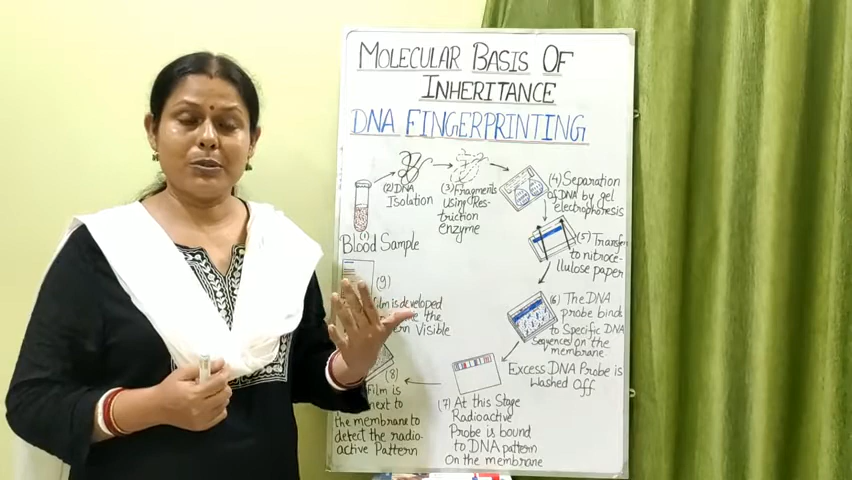 MOLECULAR BASIS OF
INHERITANCE
DNA FINGERPRINTING
(1)
Blood Sample
(2) DNA
Isolation
(3) Fragments
Using Res-
triction
enzyme
(4) Separation
of DNA by gel
electrophoresis
(5) Transfer
to nitroce-
llulose paper
(6) The DNA
probe bind
to Specific DNA
Sequences on the
membrane
Excess DNA Probe is
Washed Off
(7) At this Stage
Radioactive
Probe is bound
to DNA pattern
On the membrane
(8)
Film is
next to
the membrane to
detect the radio-
active Pattern
(9)
film is developed
the
Visible